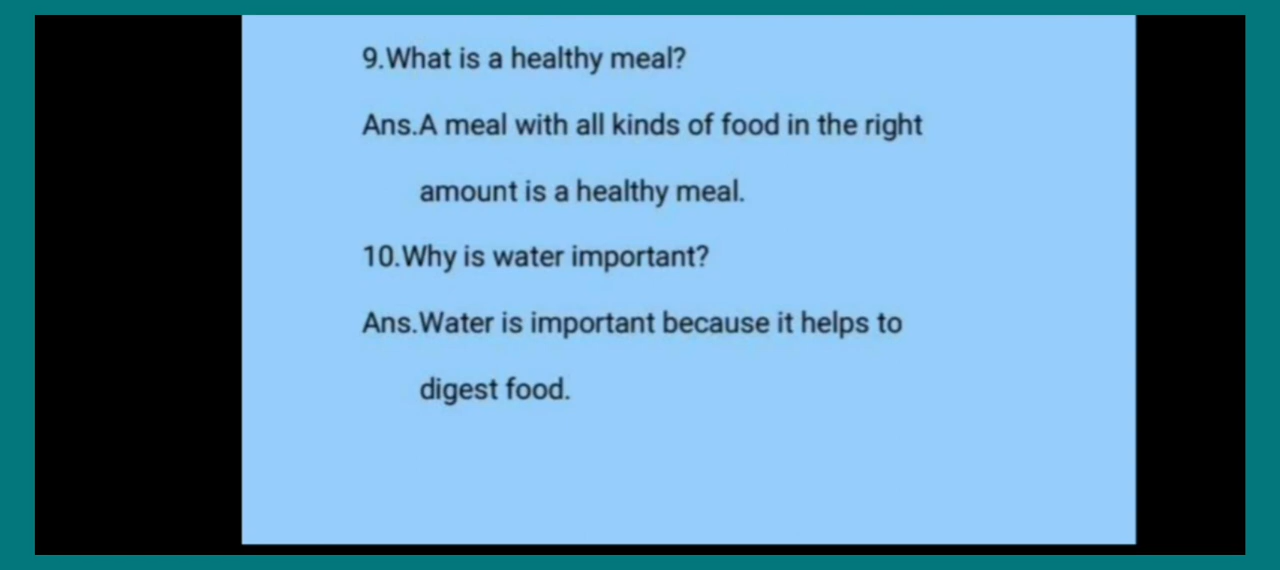 9.What is a healthy meal?
Ans.A meal with all kinds of food in the right
amount is a healthy meal.
10.Why is water important?
Ans.Water is important because it helps to
digest food.